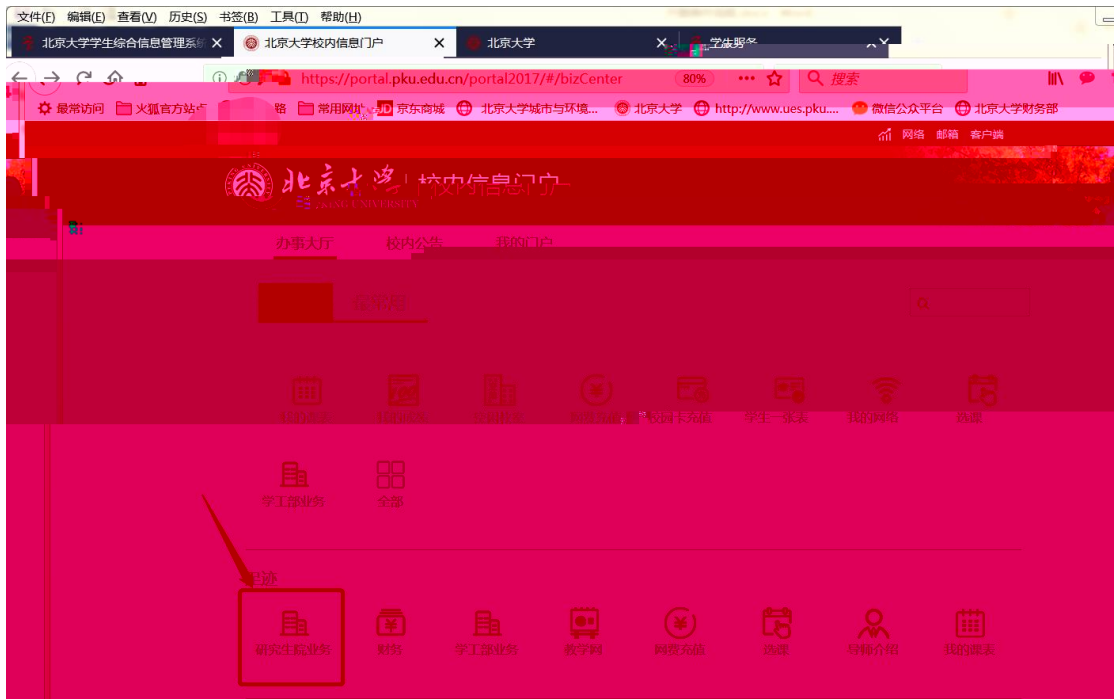 文件(F) 编辑(E) 查看(V) 历史(S) 书签(B) 工具(T) 帮助(H)
北京大学学生综合信息管理系统 北京大学校内信息门户 北京大学 学生服务
https://portal.pku.edu.cn/portal2017/#/bizCenter 80% 搜索
最常访问 火狐官方站点 常用网址 JD 京东商城 北京大学城市与环境... 北京大学 http://www.ues.pku.... 微信公众平台 北京大学财务部
网络 邮箱 客户端
北京大学 校内信息门户
UNIVERSITY
办事大厅 校内公告 我的门户
校园卡充值 学生一张表 我的网络 选课
学工部业务 全部
足迹
研究生院业务 财务 学工部业务 教学网 网费充值 选课 导师介绍 我的课表